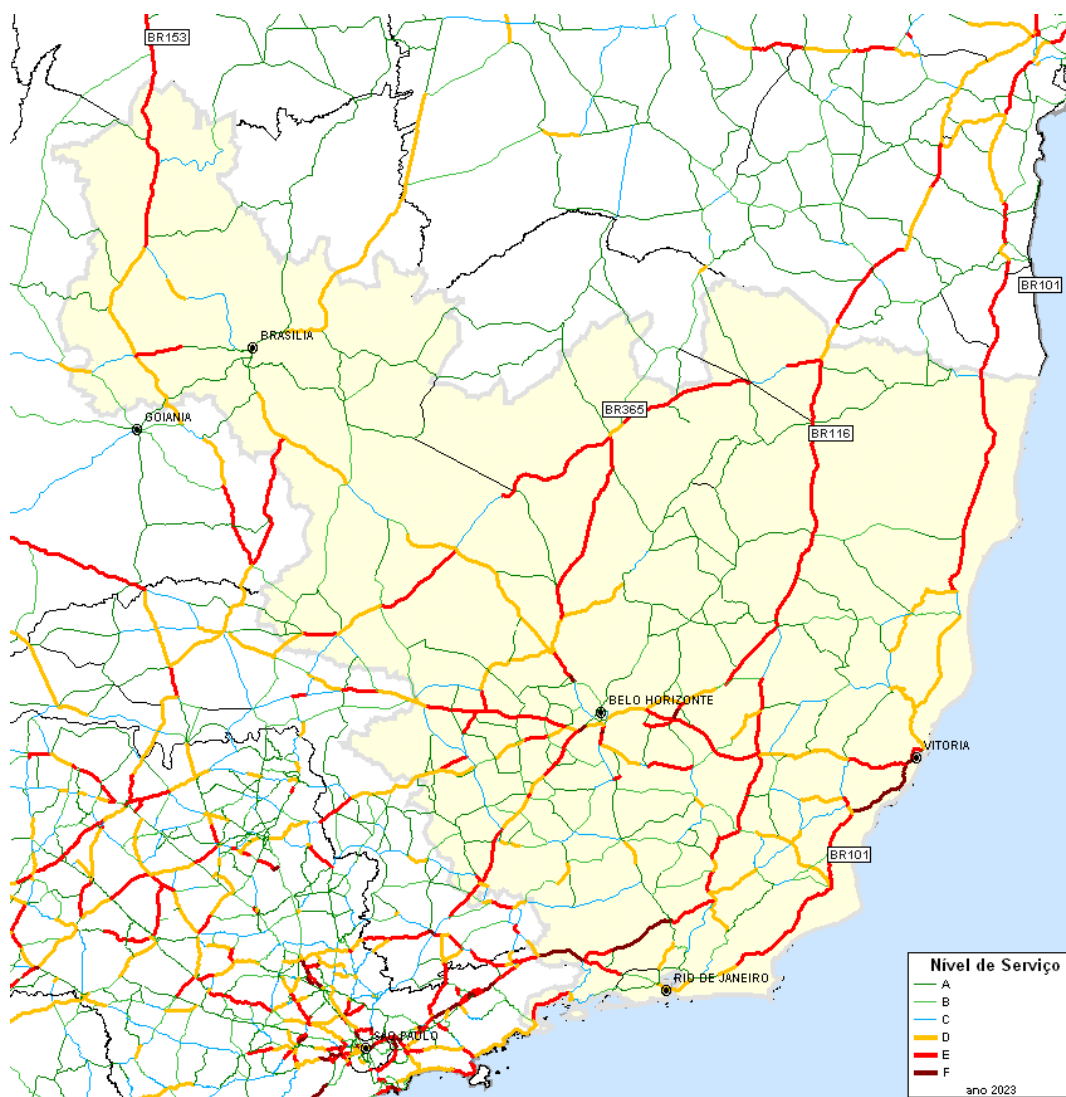 BR153
BR101
BRASILIA
BR365
GOIANIA
BR116
BELO HORIZONTE
VITORIA
BR101
Nível de Serviço
A
B
C
D
E
F
ano 2023
RIO DE JANEIRO
SAO PAULO